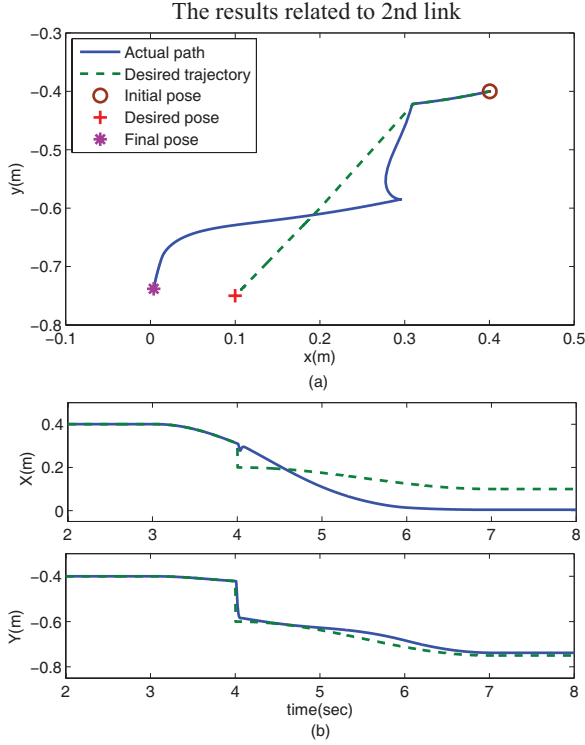 The results related to 2nd link
−0.3
−0.4
−0.5
−0.6
−0.7
−0.8
y(m)
Actual path
Desired trajectory
Initial pose
Desired pose
Final pose
−0.1 0 0.1 0.2 0.3 0.4 0.5
x(m)
(a)
0.4
0.2
0
X(m)
2 3 4 5 6 7 8
−0.4
−0.6
−0.8
Y(m)
2 3 4 5 6 7 8
time(sec)
(b)